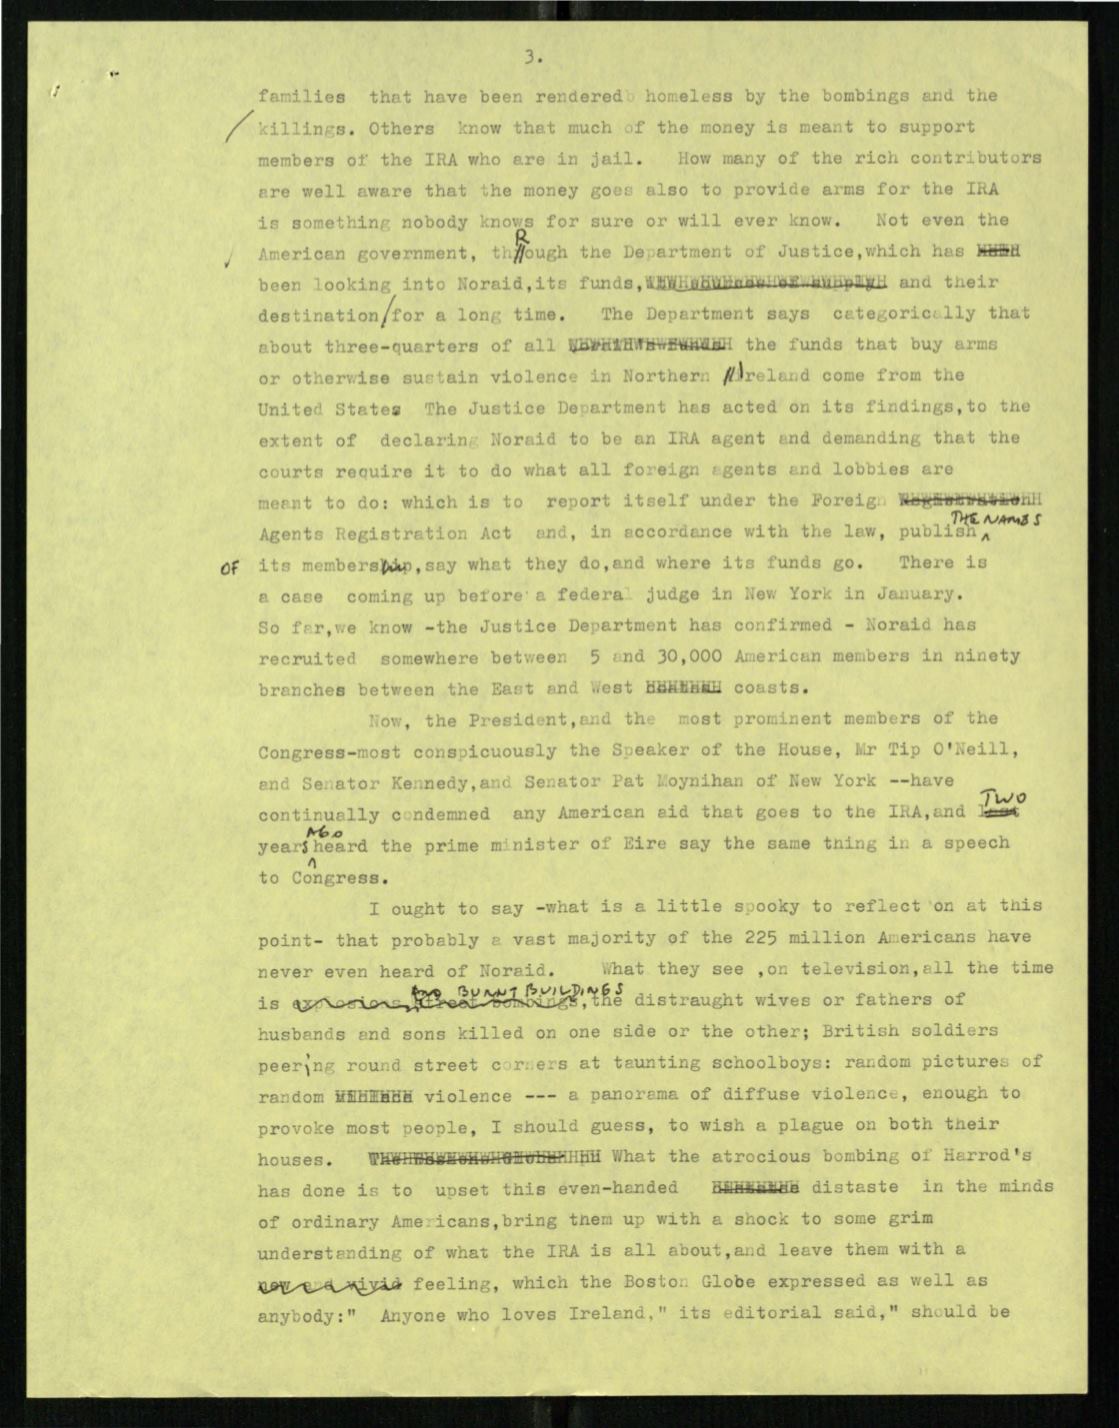 3.
families that have been rendered homeless by the bombings and the
killings. Others know that much of the money is meant to support
members of the IRA who are in jail. How many of the rich contributors
are well aware that the money goes also to provide arms for the IRA
is something nobody knows for sure or will ever know. Not even the
American government, thRough the Department of Justice,which has
been looking into Noraid,its funds, and their
destination/for a long time. The Department says categorically that
about three-quarters of all the funds that buy arms
or otherwise sustain violence in Northern Ireland come from the
United States The Justice Department has acted on its findings,to the
extent of declaring Noraid to be an IRA agent and demanding that the
courts require it to do what all foreign agents and lobbies are
meant to do: which is to report itself under the Foreign
THE NAMES
Agents Registration Act and, in accordance with the law, publish
OF its members,say what they do,and where its funds go. There is
a case coming up before a federal judge in New York in January.
So far,we know -the Justice Department has confirmed - Noraid has
recruited somewhere between 5 and 30,000 American members in ninety
branches between the East and West coasts.
Now, the President,and the most prominent members of the
Congress-most conspicuously the Speaker of the House, Mr Tip O'Neill,
and Senator Kennedy,and Senator Pat Moynihan of New York --have
continually condemned any American aid that goes to the IRA,and TWO
AGO
years heard the prime minister of Eire say the same thing in a speech
to Congress.
I ought to say -what is a little spooky to reflect on at this
point- that probably a vast majority of the 225 million Americans have
never even heard of Noraid. What they see ,on television,all the time
AND BURNT BUILDINGS
is explosions, street bombings,the distraught wives or fathers of
husbands and sons killed on one side or the other; British soldiers
peering round street corners at taunting schoolboys: random pictures of
random violence --- a panorama of diffuse violence, enough to
provoke most people, I should guess, to wish a plague on both their
houses. What the atrocious bombing of Harrod's
has done is to upset this even-handed distaste in the minds
of ordinary Americans,bring them up with a shock to some grim
understanding of what the IRA is all about,and leave them with a
new and vivid feeling, which the Boston Globe expressed as well as
anybody:" Anyone who loves Ireland," its editorial said," should be